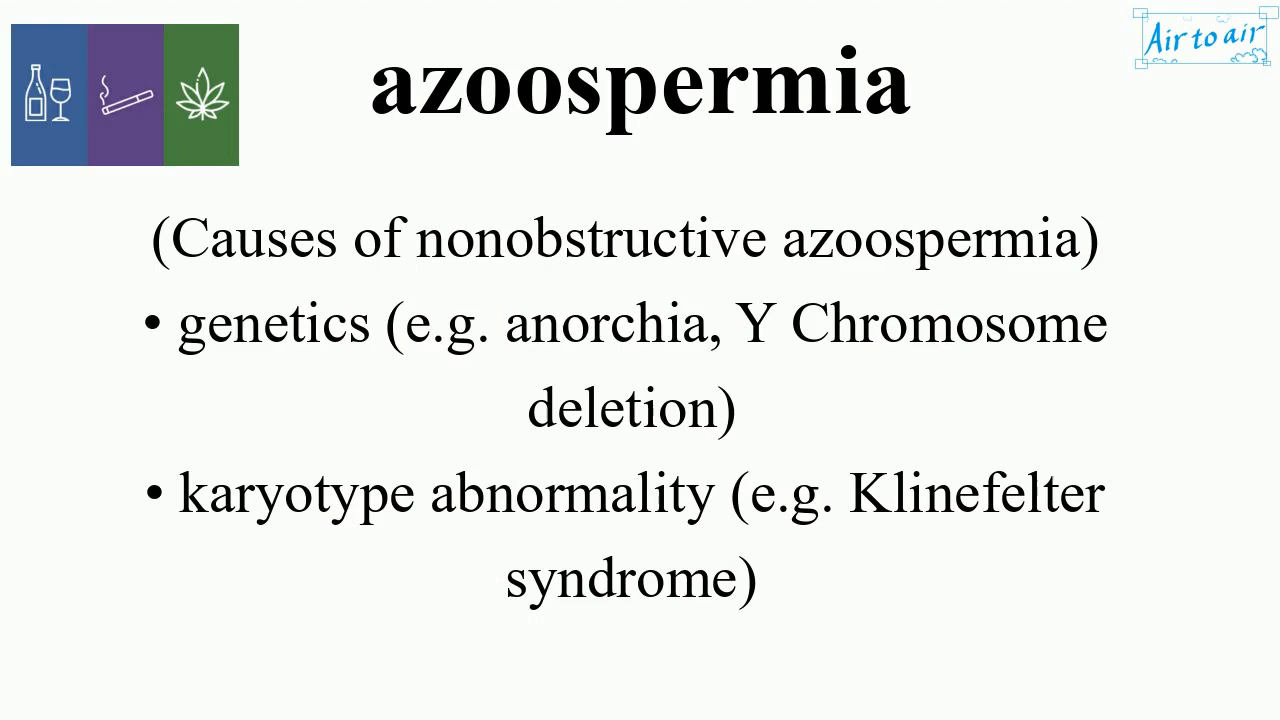 Air to air
azoospermia
(Causes of nonobstructive azoospermia)
• genetics (e.g. anorchia, Y Chromosome
deletion)
• karyotype abnormality (e.g. Klinefelter
syndrome)